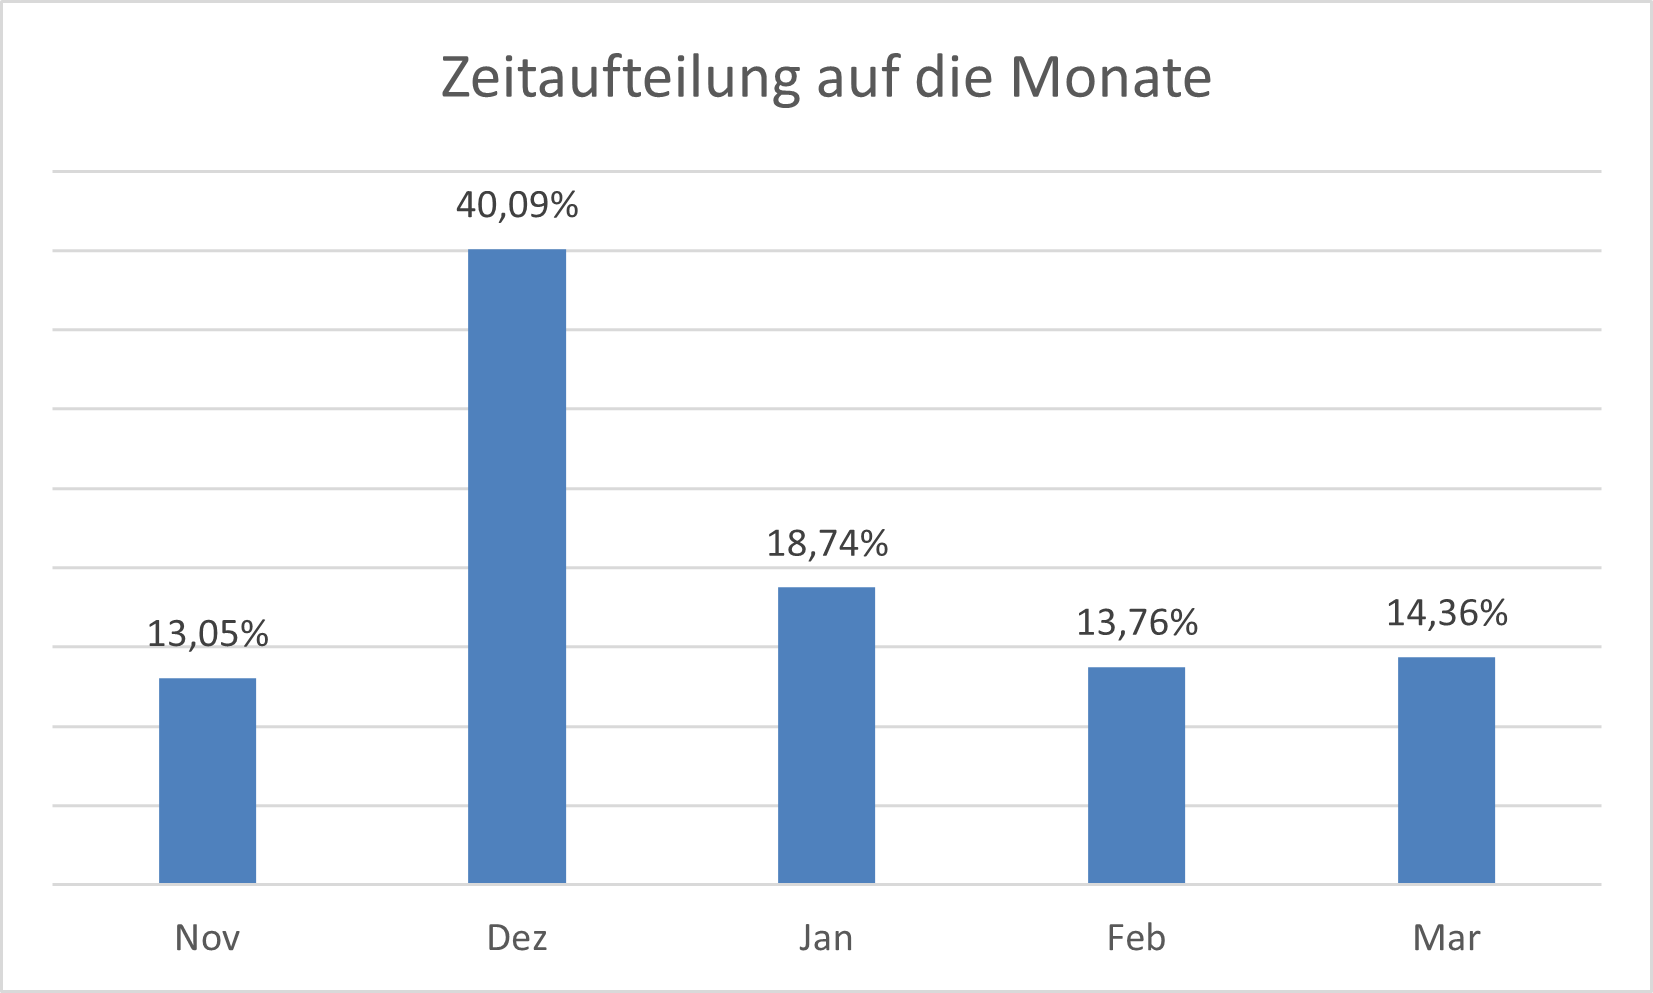 Zeitaufteilung auf die Monate
40,09%
18,74%
13,05%
13,76%
14,36%
Nov Dez Jan Feb Mar